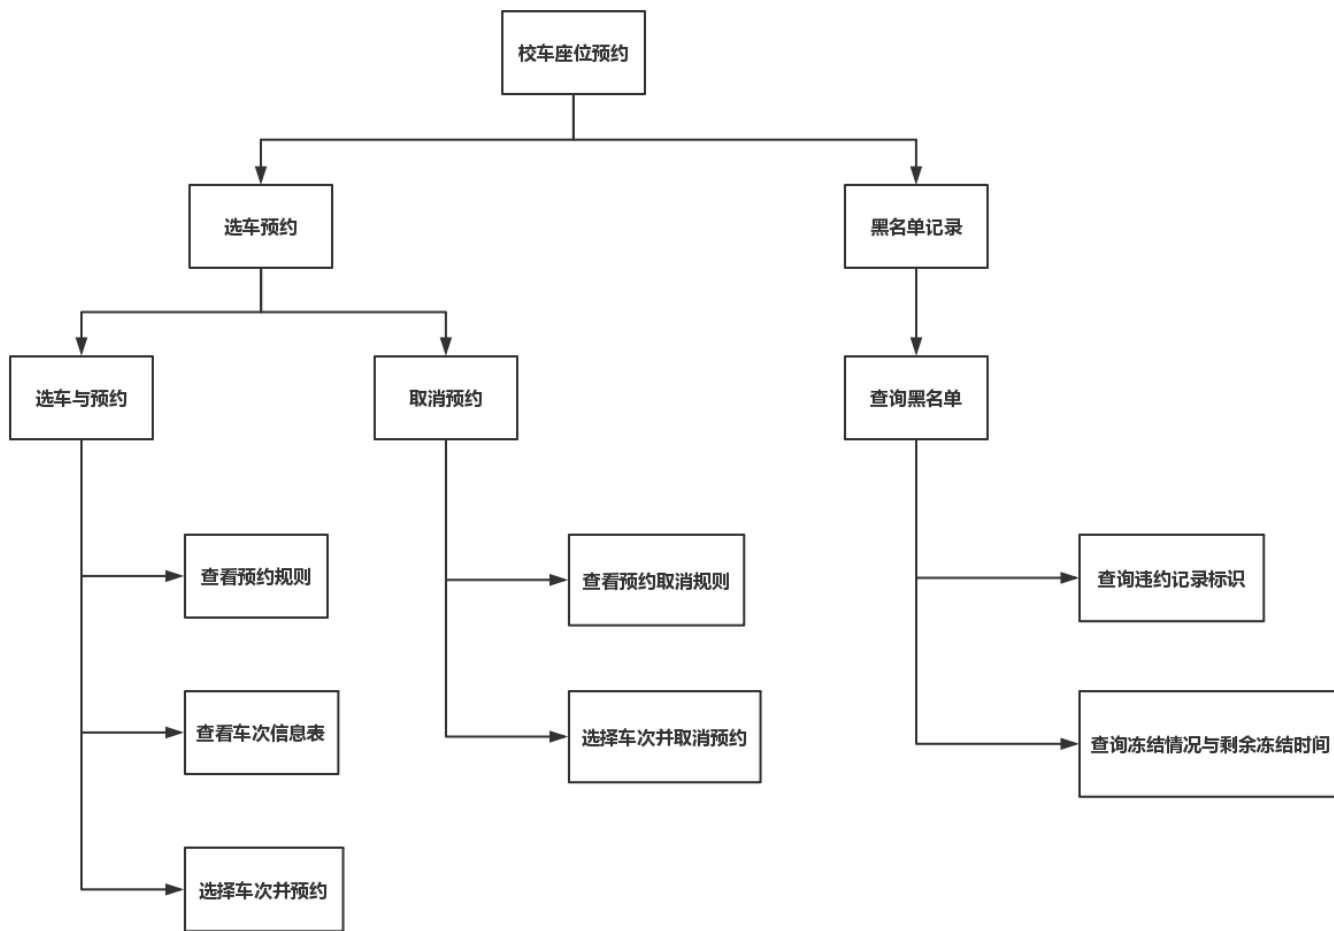 校车座位预约
选车预约
黑名单记录
选车与预约
取消预约
查询黑名单
查看预约规则
查看预约取消规则
查询违约记录标识
查看车次信息表
选择车次并取消预约
查询冻结情况与剩余冻结时间
选择车次并预约